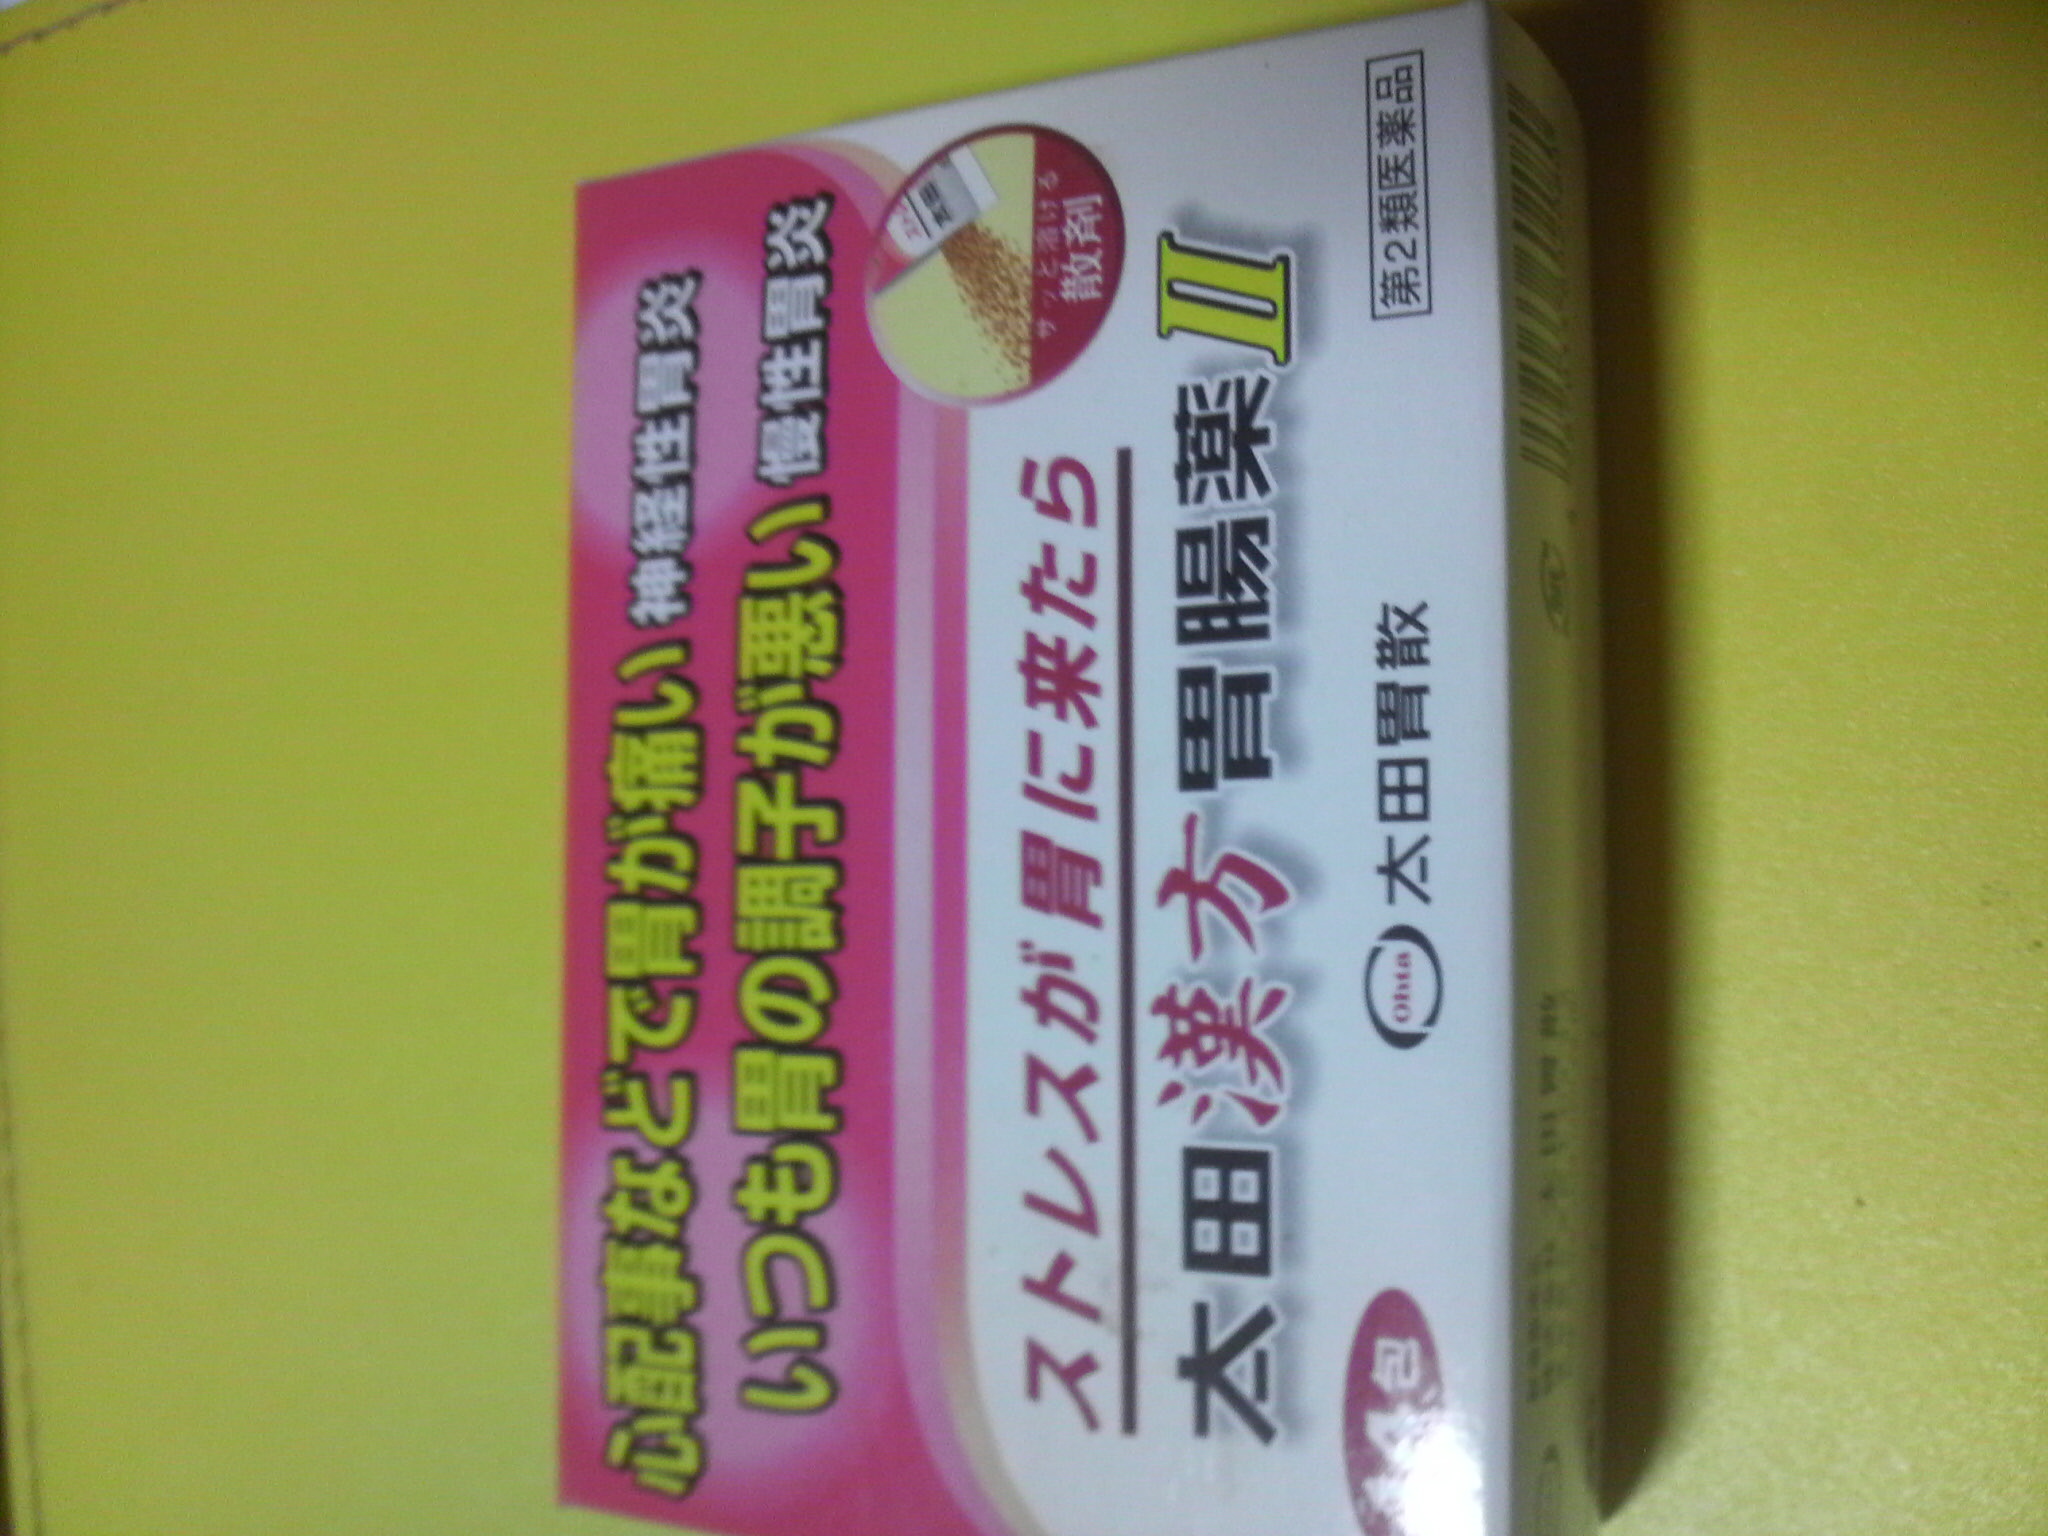 心配事などで胃が痛い 神経性胃炎
いつも胃の調子が悪い 慢性胃炎
サッと溶ける
散剤
ストレスが胃に来たら
太田漢方胃腸薬II
第2類医薬品
Ohta 太田胃散
14包